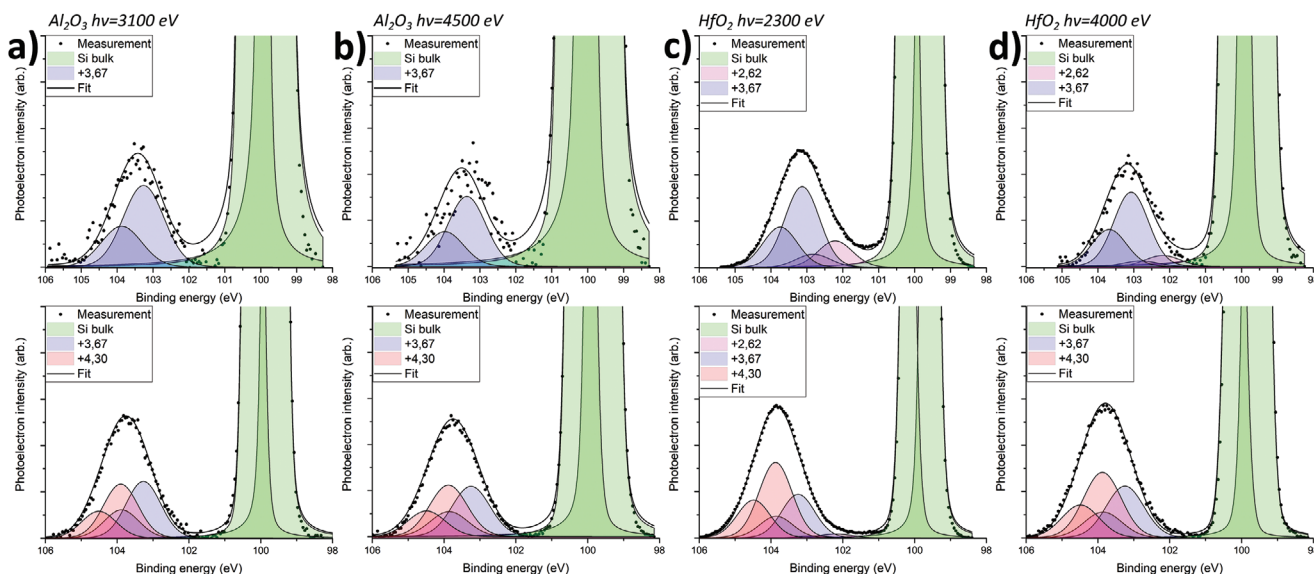 Al₂O₃ hν=3100 eV
Al₂O₃ hν=4500 eV
HfO₂ hν=2300 eV
HfO₂ hν=4000 eV
a)
Measurement
Si bulk
+3,67
Fit
Photoelectron intensity (arb.)
106 105 104 103 102 101 100 99 98
Binding energy (eV)
b)
Measurement
Si bulk
+3,67
Fit
Photoelectron intensity (arb.)
106 105 104 103 102 101 100 99 98
Binding energy (eV)
c)
Measurement
Si bulk
+2,62
+3,67
Fit
Photoelectron intensity (arb.)
106 105 104 103 102 101 100 99 98
Binding energy (eV)
d)
Measurement
Si bulk
+2,62
+3,67
Fit
Photoelectron intensity (arb.)
106 105 104 103 102 101 100 99 98
Binding energy (eV)
Measurement
Si bulk
+3,67
+4,30
Fit
Photoelectron intensity (arb.)
106 104 102 100 98
Binding energy (eV)
Measurement
Si bulk
+3,67
+4,30
Fit
Photoelectron intensity (arb.)
106 104 102 100 98
Binding energy (eV)
Measurement
Si bulk
+2,62
+3,67
+4,30
Fit
Photoelectron intensity (arb.)
106 104 102 100 98
Binding energy (eV)
Measurement
Si bulk
+3,67
+4,30
Fit
Photoelectron intensity (arb.)
106 104 102 100
Binding energy (eV)